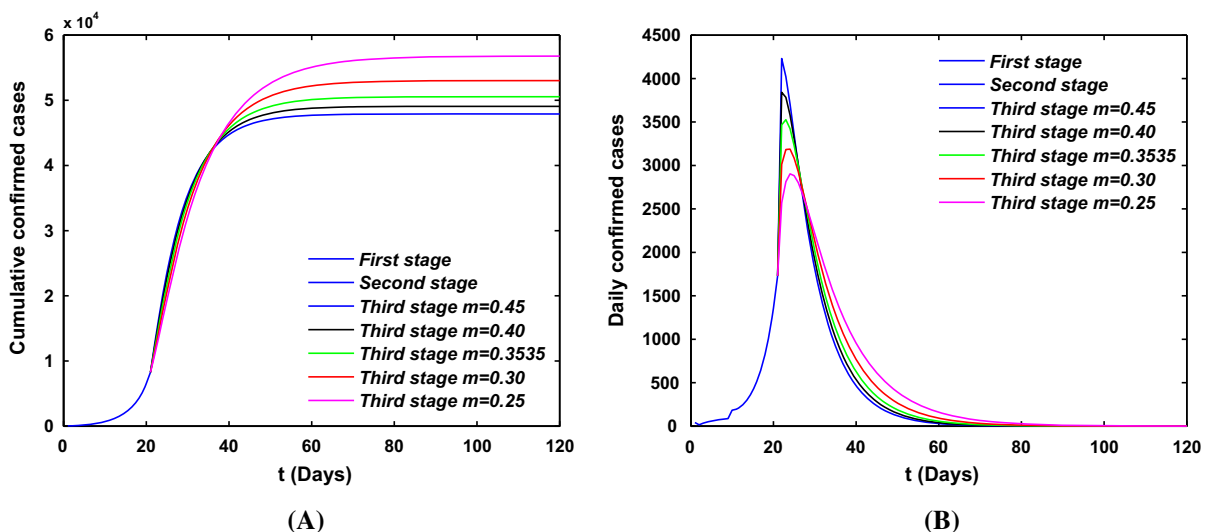 x 10^4
6
5
4
3
2
1
0
Cumulative confirmed cases
First stage
Second stage
Third stage m=0.45
Third stage m=0.40
Third stage m=0.3535
Third stage m=0.30
Third stage m=0.25
0 20 40 60 80 100 120
t (Days)
(A)
4500
4000
3500
3000
2500
2000
1500
1000
500
0
Daily confirmed cases
First stage
Second stage
Third stage m=0.45
Third stage m=0.40
Third stage m=0.3535
Third stage m=0.30
Third stage m=0.25
0 20 40 60 80 100 120
t (Days)
(B)